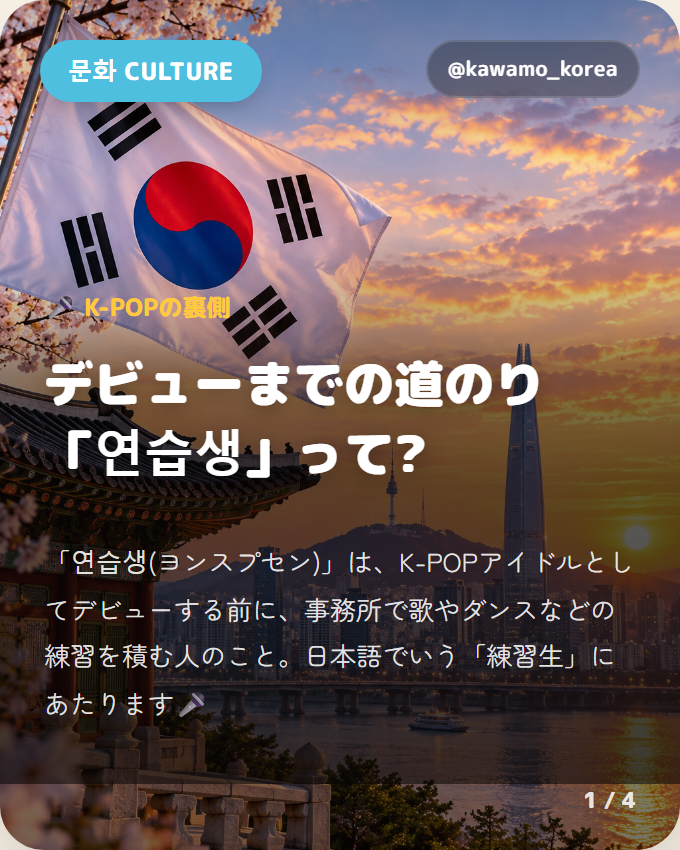 문화 CULTURE
@kawamo_korea
🎤 K-POPの裏側
デビューまでの道のり
「연습생」って?
「연습생(ヨンスプセン)」は、K-POPアイドルとし
てデビューする前に、事務所で歌やダンスなどの
練習を積む人のこと。日本語でいう「練習生」に
あたります🎤
1 / 4